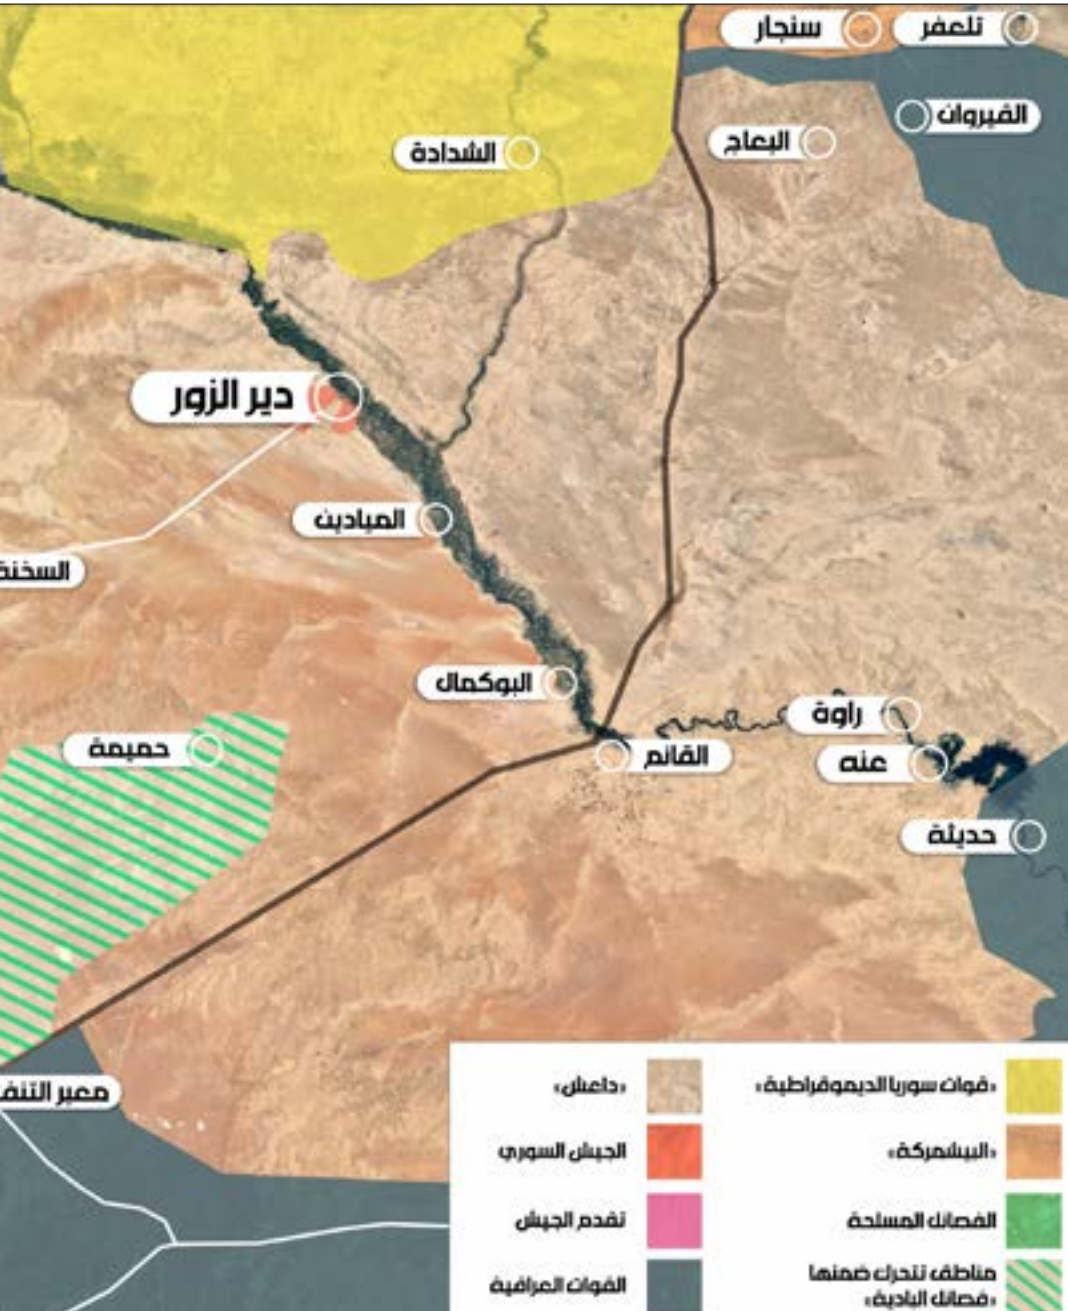 تلعفر
سنجار
القيروان
البعاج
الشدادة
دير الزور
الميادين
السخنة
البوكمال
راوة
القائم
عنه
حميمة
حديثة
معبر التنف
«قوات سوريا الديموقراطية»
«داعش»
«البيشمركة»
الجيش السوري
الفصائل المسلحة
تقدم الجيش
مناطق تتحرك ضمنها
«فصائل البادية»
القوات العراقية